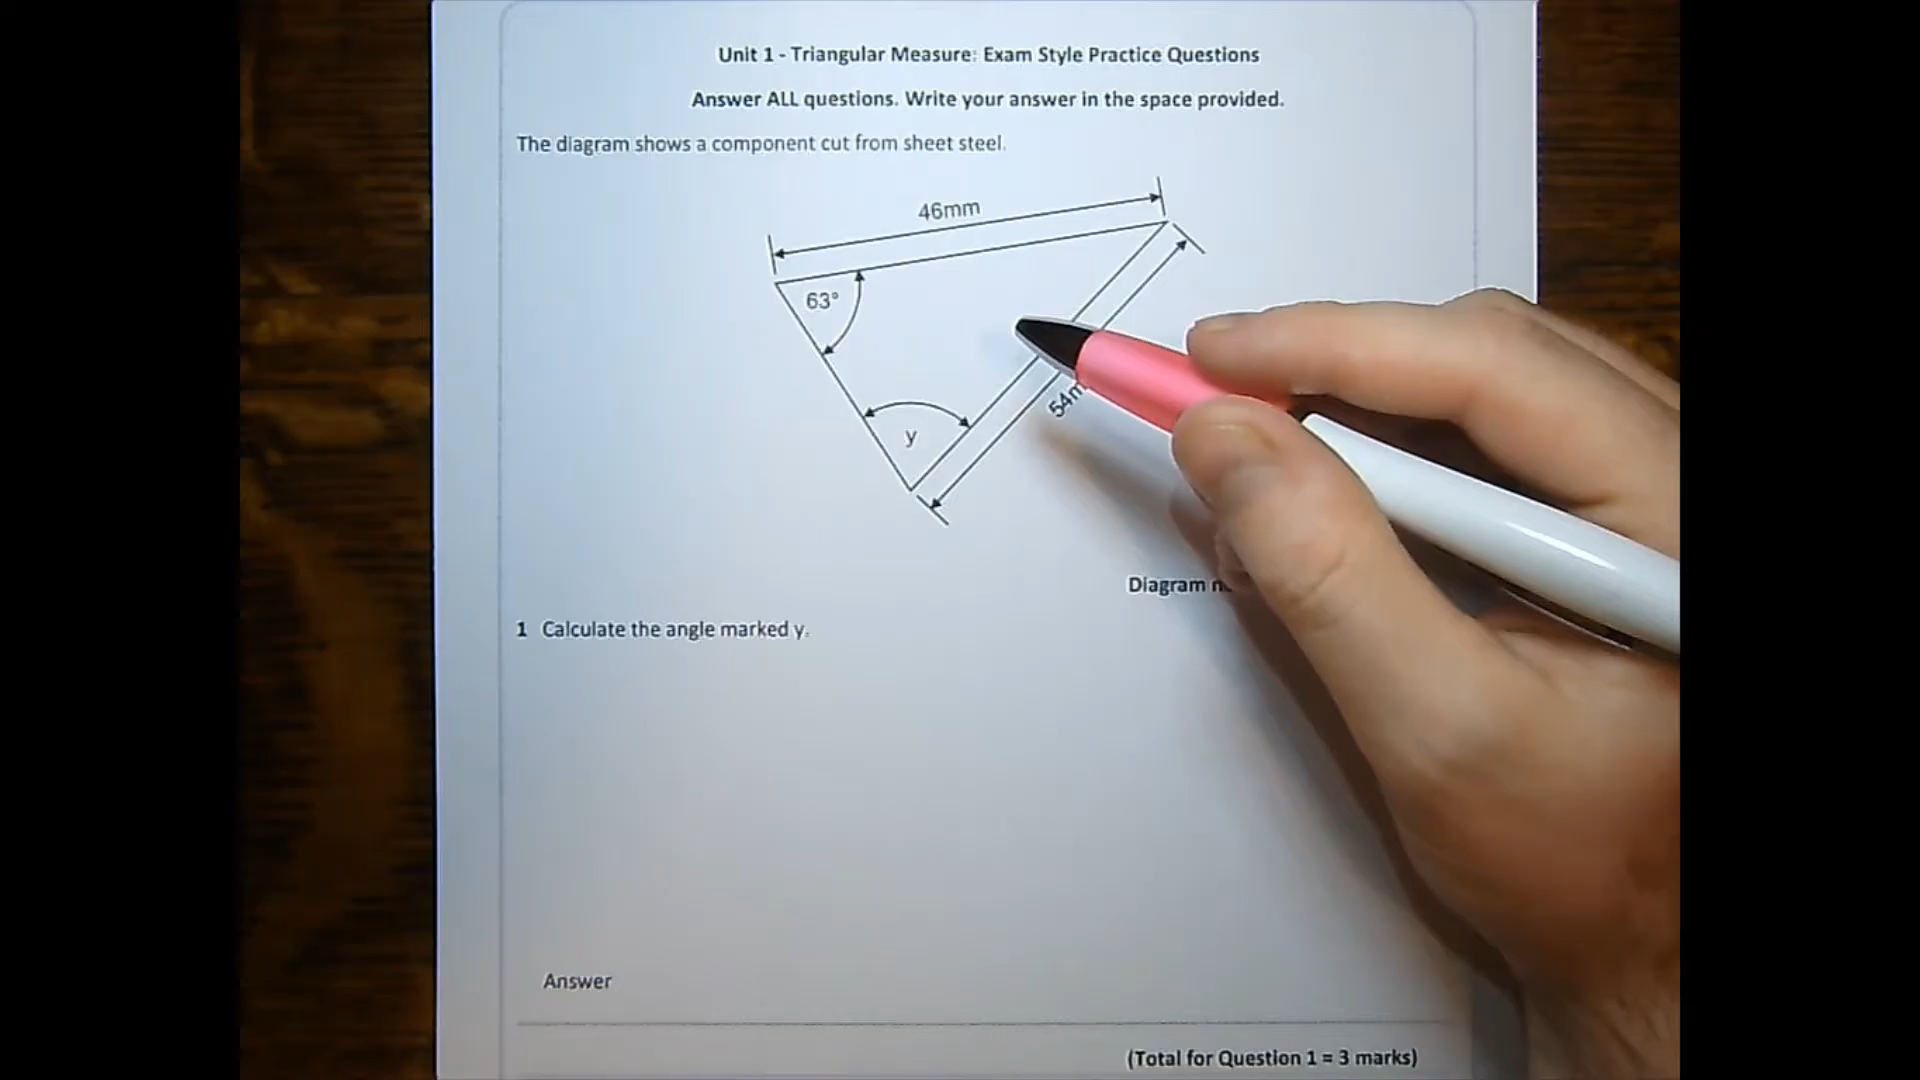 Unit 1 - Triangular Measure: Exam Style Practice Questions
Answer ALL questions. Write your answer in the space provided.
The diagram shows a component cut from sheet steel.
46mm
63°
54m
y
Diagram
1 Calculate the angle marked y.
Answer
(Total for Question 1 = 3 marks)